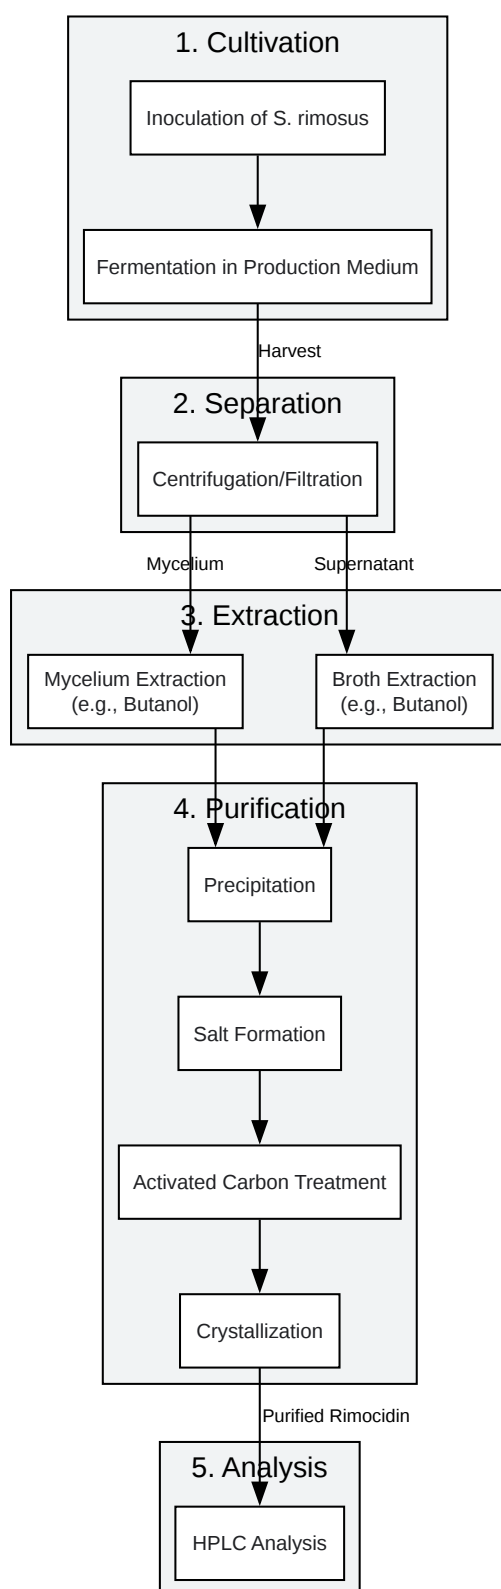 1. Cultivation
Inoculation of S. rimosus
Fermentation in Production Medium
Harvest
2. Separation
Centrifugation/Filtration
Mycelium
Supernatant
3. Extraction
Mycelium Extraction
(e.g., Butanol)
Broth Extraction
(e.g., Butanol)
4. Purification
Precipitation
Salt Formation
Activated Carbon Treatment
Crystallization
Purified Rimocidin
5. Analysis
HPLC Analysis